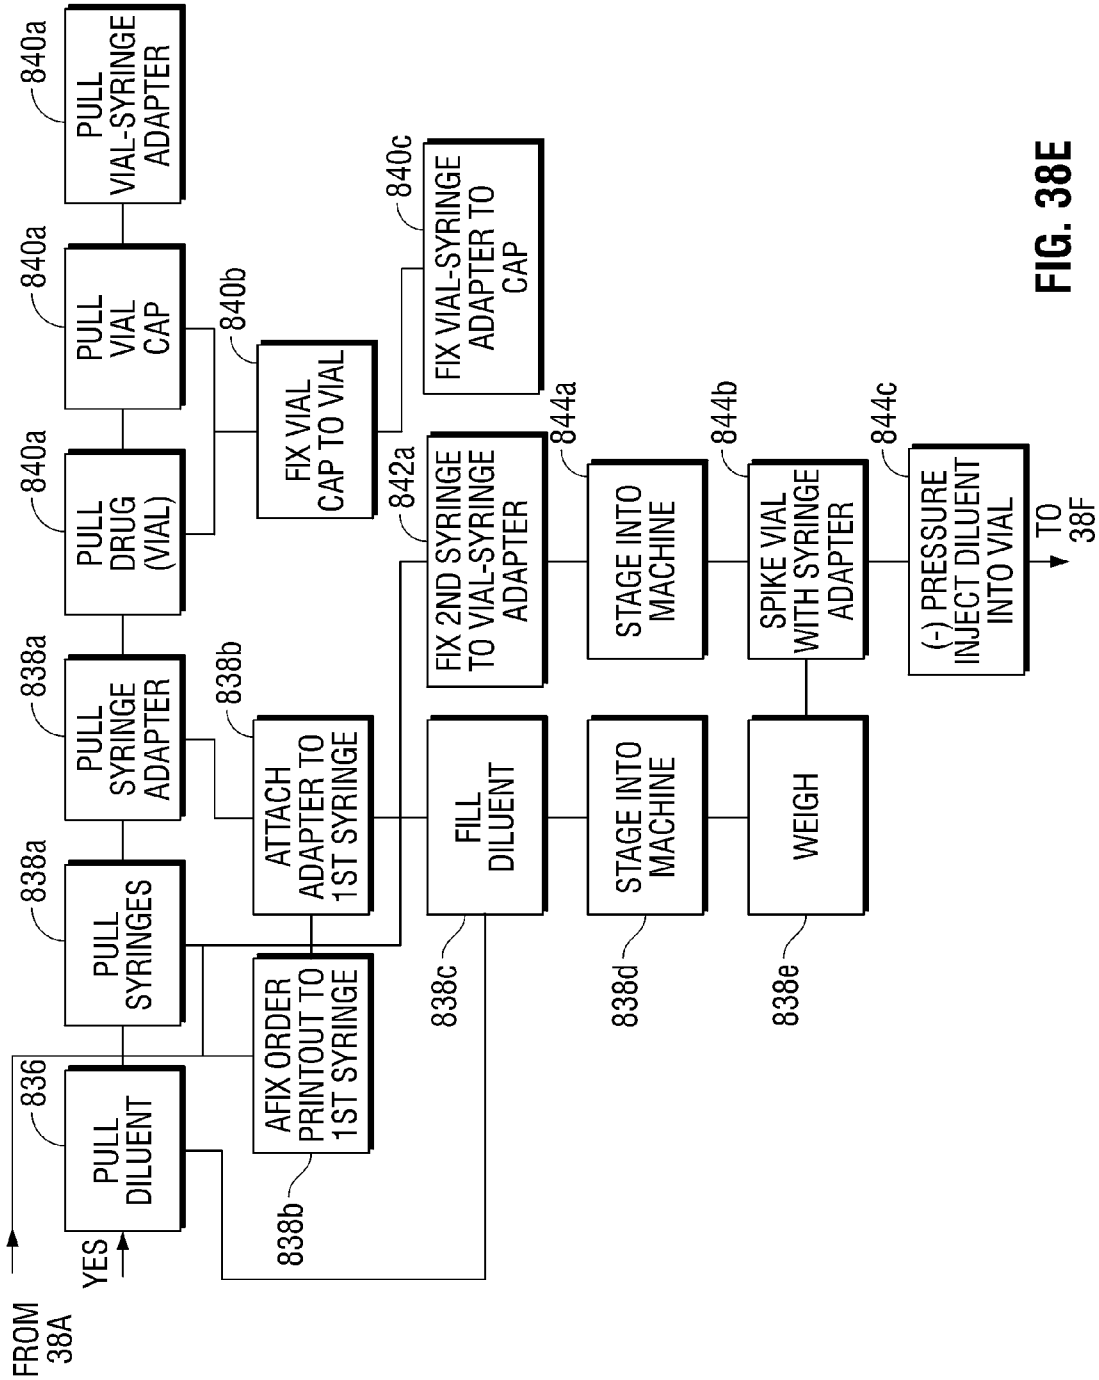 FROM
38A
YES
836
PULL
DILUENT
838a
PULL
SYRINGES
838a
PULL
SYRINGE
ADAPTER
840a
PULL
DRUG
(VIAL)
840a
PULL
VIAL
CAP
840a
PULL
VIAL-SYRINGE
ADAPTER
838b
AFIX ORDER
PRINTOUT TO
1ST SYRINGE
838b
ATTACH
ADAPTER TO
1ST SYRINGE
840b
FIX VIAL
CAP TO VIAL
838c
FILL
DILUENT
842a
FIX 2ND SYRINGE
TO VIAL-SYRINGE
ADAPTER
840c
FIX VIAL-SYRINGE
ADAPTER TO
CAP
838d
STAGE INTO
MACHINE
844a
STAGE INTO
MACHINE
838e
WEIGH
844b
SPIKE VIAL
WITH SYRINGE
ADAPTER
844c
(-) PRESSURE
INJECT DILUENT
INTO VIAL
TO
38F
FIG. 38E